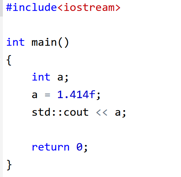 #include<iostream>
int main()
{
    int a;
    a = 1.414f;
    std::cout << a;
    return 0;
}